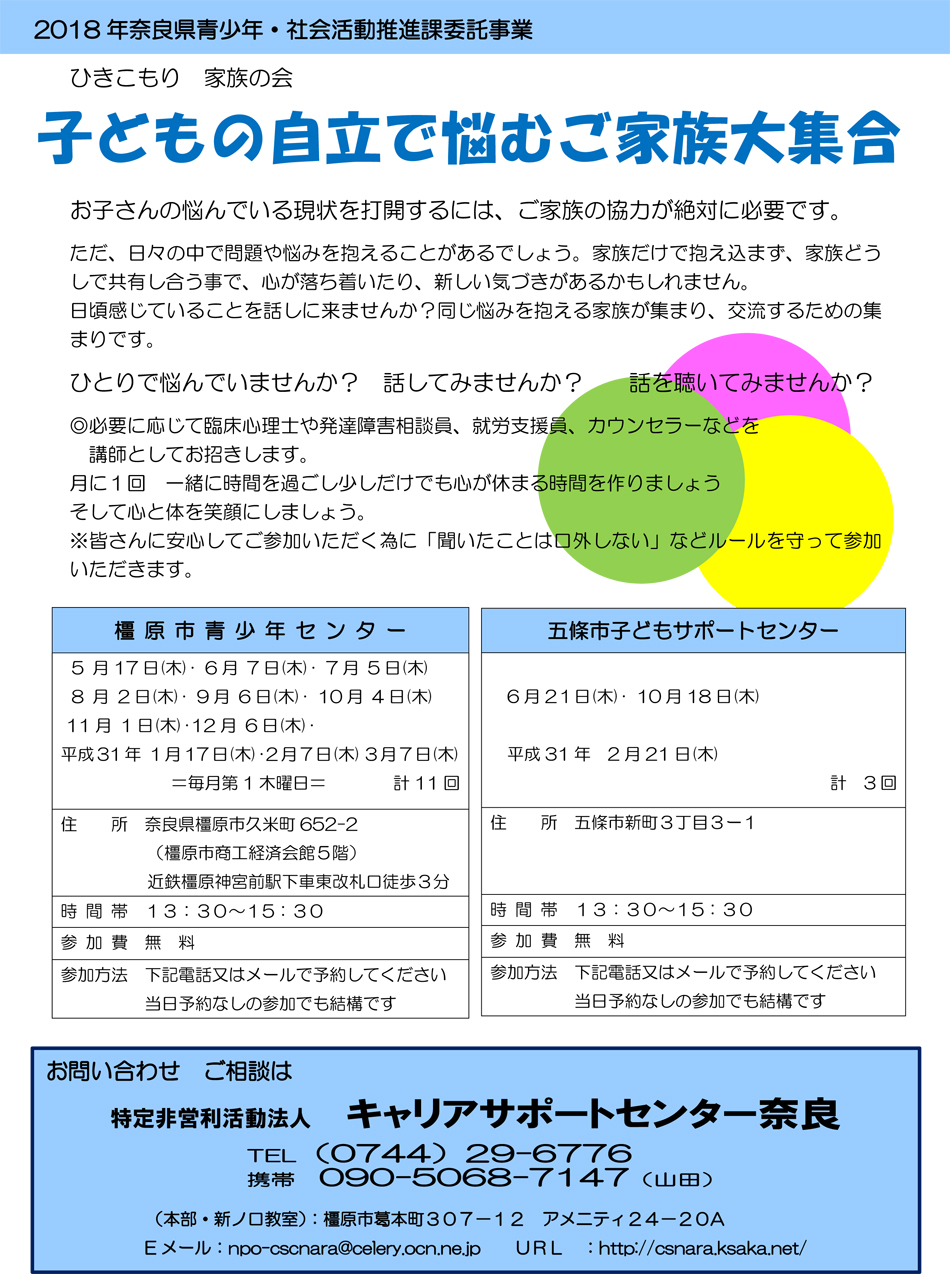 2018年奈良県青少年・社会活動推進課委託事業
ひきこもり　家族の会
子どもの自立で悩むご家族大集合
お子さんの悩んでいる現状を打開するには、ご家族の協力が絶対に必要です。
ただ、日々の中で問題や悩みを抱えることがあるでしょう。家族だけで抱え込まず、家族どう
しで共有し合う事で、心が落ち着いたり、新しい気づきがあるかもしれません。
日頃感じていることを話しに来ませんか？同じ悩みを抱える家族が集まり、交流するための集
まりです。
ひとりで悩んでいませんか？　話してみませんか？　　話を聴いてみませんか？
◎必要に応じて臨床心理士や発達障害相談員、就労支援員、カウンセラーなどを
講師としてお招きします。
月に１回　一緒に時間を過ごし少しだけでも心が休まる時間を作りましょう
そして心と体を笑顔にしましょう。
※皆さんに安心してご参加いただく為に「聞いたことは口外しない」などルールを守って参加
いただきます。
橿原市青少年センター
5月17日(木)・6月7日(木)・7月5日(木)
8月2日(木)・9月6日(木)・10月4日(木)
11月1日(木)・12月6日(木)・
平成31年 1月17日(木)・2月7日(木) 3月7日(木)
＝毎月第1木曜日＝　　計11回
住　所　奈良県橿原市久米町652-2
（橿原市商工経済会館５階）
近鉄橿原神宮前駅下車東改札口徒歩３分
時間帯　１３：３０～１５：３０
参加費　無　料
参加方法　下記電話又はメールで予約してください
当日予約なしの参加でも結構です
五條市子どもサポートセンター
6月21日(木)・10月18日(木)
平成31年　2月21日(木)
計　3回
住　所　五條市新町３丁目３ー１
時間帯　１３：３０～１５：３０
参加費　無　料
参加方法　下記電話又はメールで予約してください
当日予約なしの参加でも結構です
お問い合わせ　ご相談は
特定非営利活動法人　キャリアサポートセンター奈良
TEL （0744）29-6776
携帯　090-5068-7147（山田）
（本部・新ノ口教室）：橿原市葛本町３０７－１２　アメニティ２４－２０A
Ｅメール：npo-cscnara@celery.ocn.ne.jp　ＵＲＬ　：http://csnara.ksaka.net/